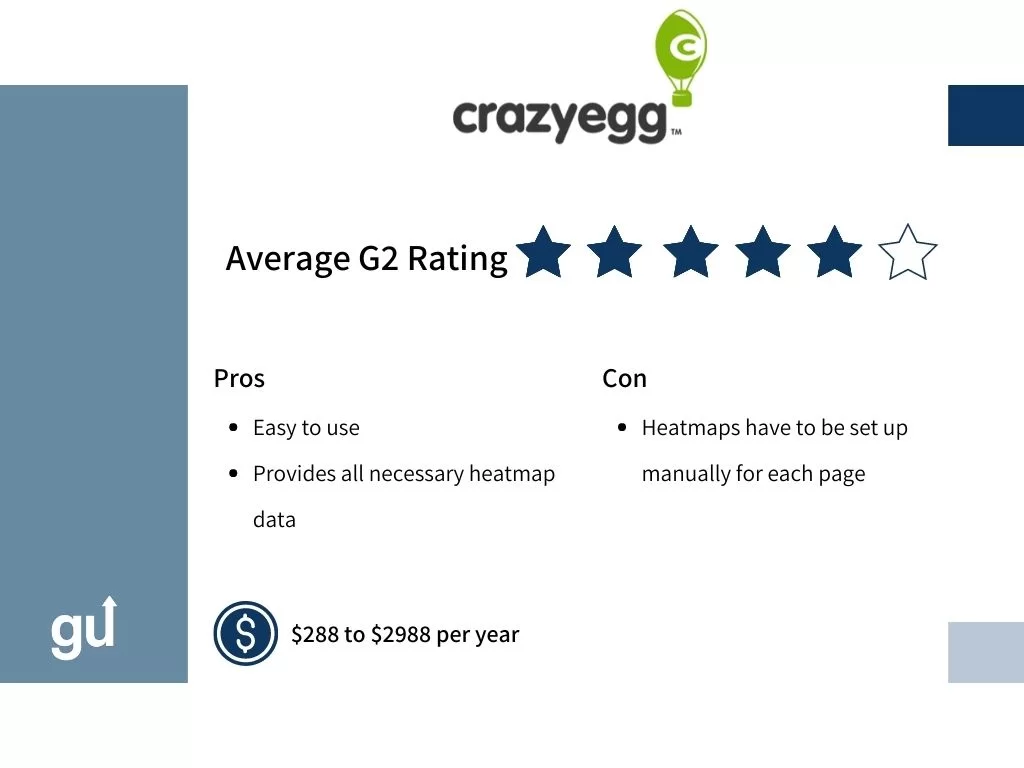 c
crazyegg™
Average G2 Rating
Pros
• Easy to use
• Provides all necessary heatmap
data
Con
• Heatmaps have to be set up
manually for each page
gu
$
$288 to $2988 per year